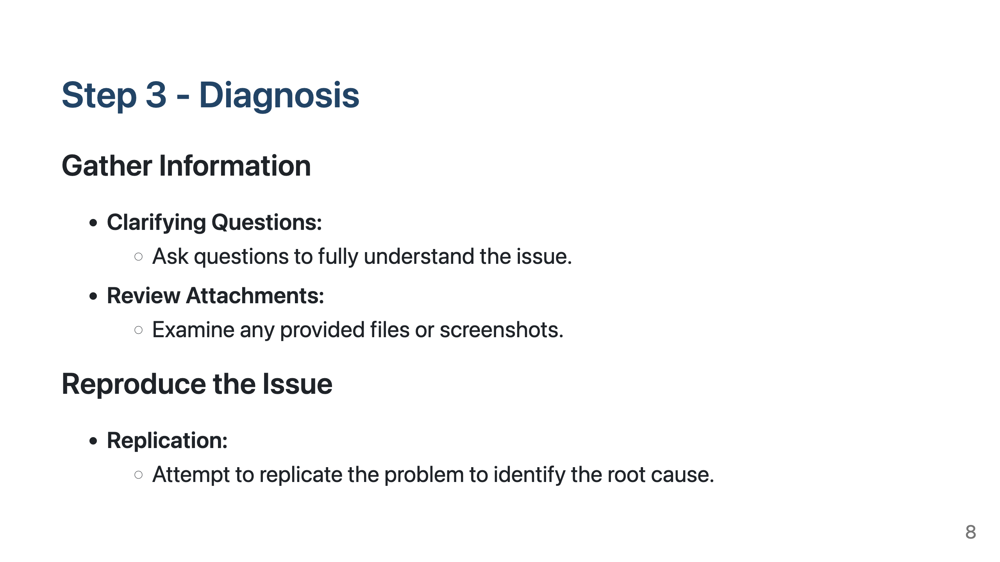 Step 3 - Diagnosis
Gather Information
• Clarifying Questions:
○ Ask questions to fully understand the issue.
• Review Attachments:
○ Examine any provided files or screenshots.
Reproduce the Issue
• Replication:
○ Attempt to replicate the problem to identify the root cause.
8